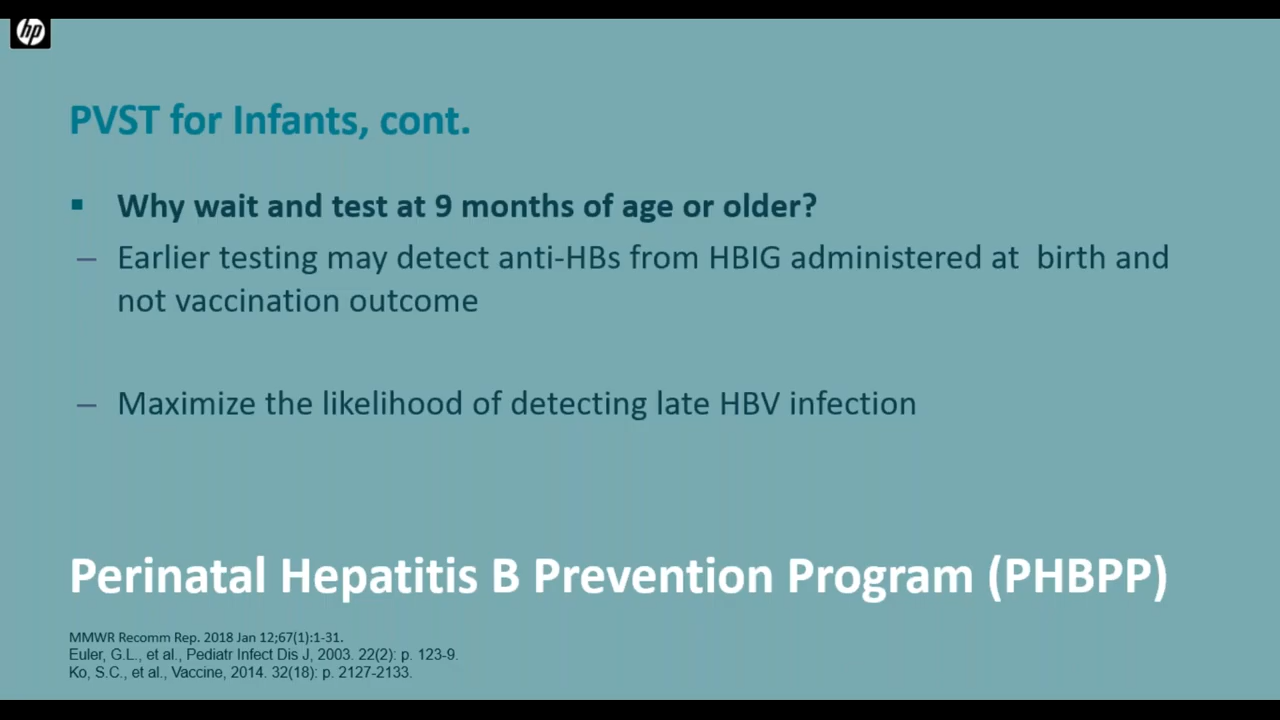 hp
PVST for Infants, cont.
▪ Why wait and test at 9 months of age or older?
– Earlier testing may detect anti-HBs from HBIG administered at birth and
not vaccination outcome
– Maximize the likelihood of detecting late HBV infection
Perinatal Hepatitis B Prevention Program (PHBPP)
MMWR Recomm Rep. 2018 Jan 12;67(1):1-31.
Euler, G.L., et al., Pediatr Infect Dis J, 2003. 22(2): p. 123-9.
Ko, S.C., et al., Vaccine, 2014. 32(18): p. 2127-2133.